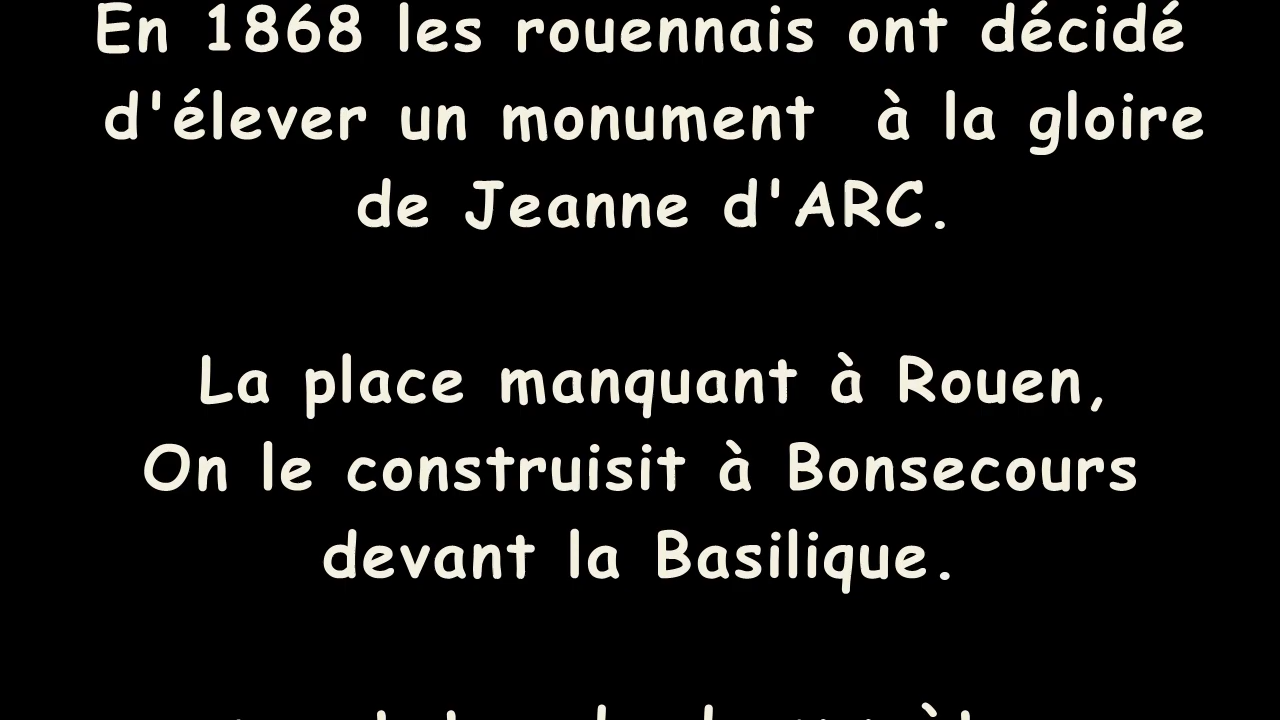 En 1868 les rouennais ont décidé
d'élever un monument à la gloire
de Jeanne d'ARC.
La place manquant à Rouen,
On le construisit à Bonsecours
devant la Basilique.